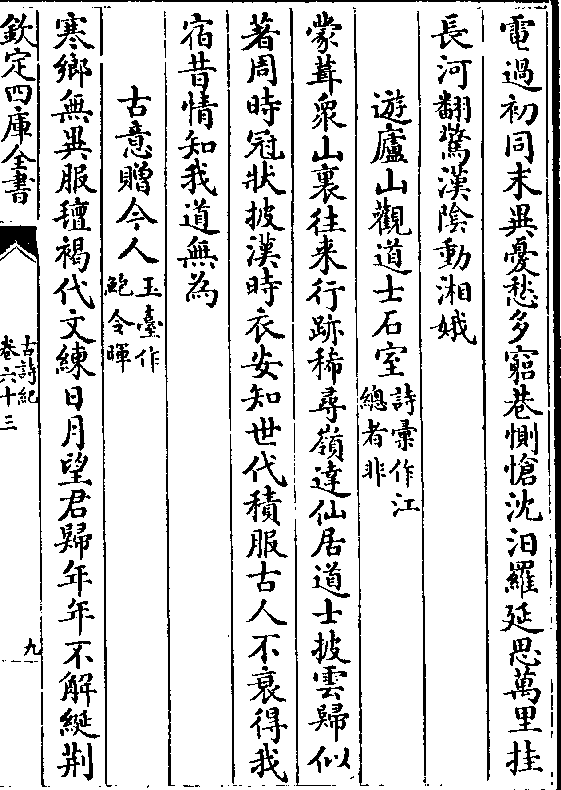 電過初同末異憂愁多窮巷惻愴沈汨羅延思萬里挂
長河翻驚漢陰動湘娥
遊廬山觀道士石室詩彙作江總者非
蒙茸衆山裏往来行跡稀尋嶺達仙居道士披雲歸似
著周時冠狀披漢時衣安知世代積服古人不衰得我
宿昔情知我道無為
古意贈今人玉臺作鮑令暉
寒鄉無異服氊褐代文練日月望君歸年年不解綖荆
欽定四庫全書
古詩紀
卷六十三
九